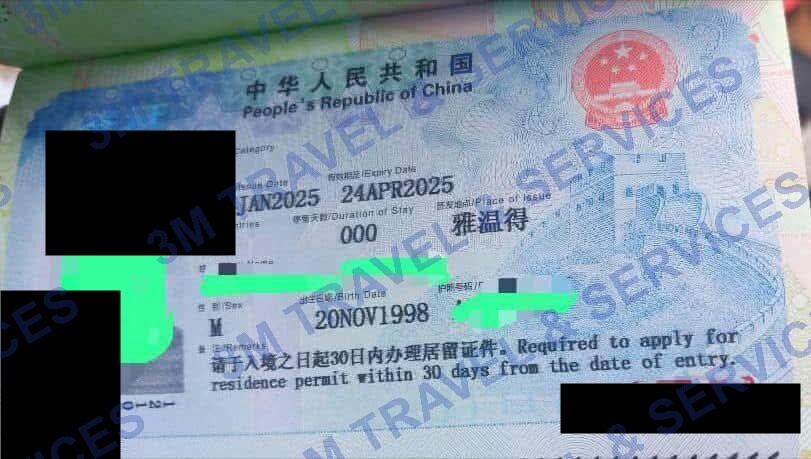 中华人民共和国
People's Republic of China
Category
Issue Date 有效期至/Expiry Date
JAN2025 24APR2025
停留天数/Duration of Stay 签发地点/Place of Issue
000 雅温得
Name
性 别/Sex 出生日期/Birth Date 护照号码/
M 20NOV1998
备 注/Remarks
请于入境之日起30日内办理居留证件。Required to apply for
residence permit within 30 days from the date of entry.
3M TRAVEL & SERVICES